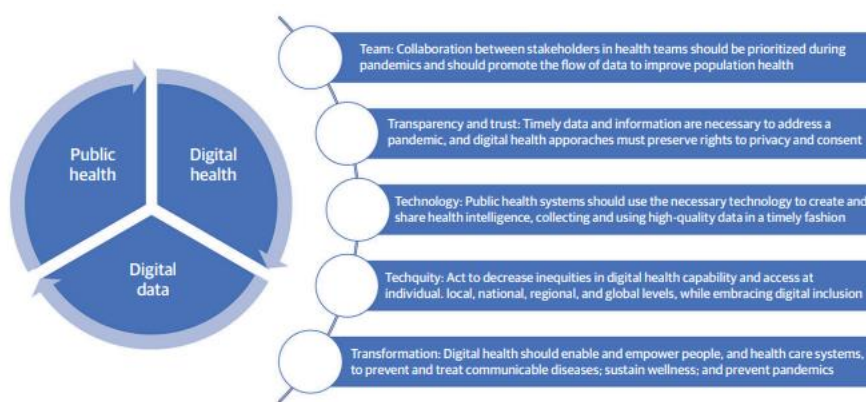 Public
health
Digital
health
Digital
data
Team: Collaboration between stakeholders in health teams should be prioritized during
pandemics and should promote the flow of data to improve population health
Transparency and trust: Timely data and information are necessary to address a
pandemic, and digital health apporaches must preserve rights to privacy and consent
Technology: Public health systems should use the necessary technology to create and
share health intelligence, collecting and using high-quality data in a timely fashion
Techquity: Act to decrease inequities in digital health capability and access at
individual. local, national, regional, and global levels, while embracing digital inclusion
Transformation: Digital health should enable and empower people, and health care systems,
to prevent and treat communicable diseases; sustain wellness; and prevent pandemics